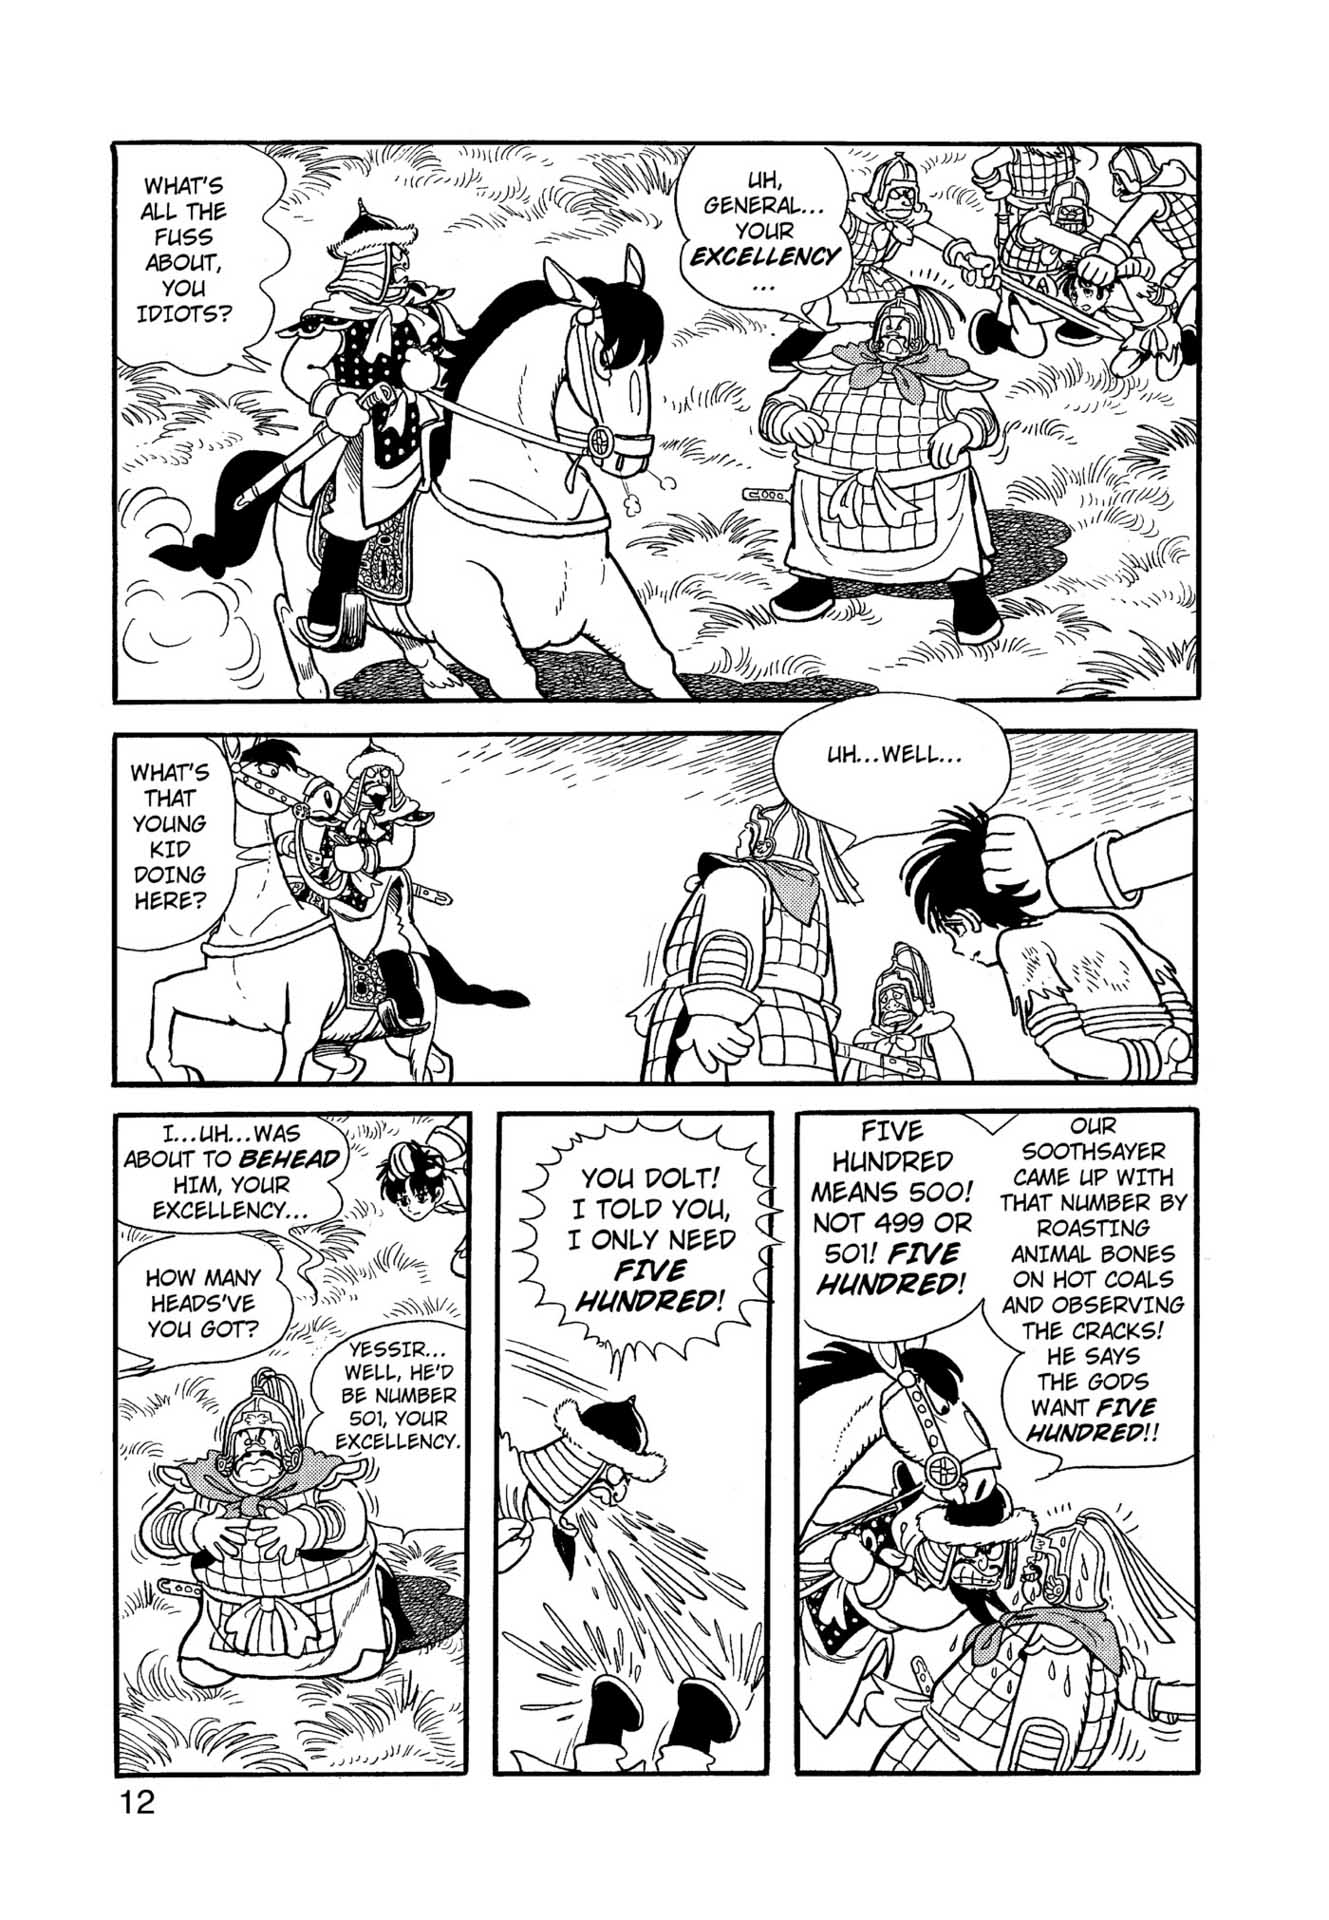 WHAT'S
ALL THE
FUSS
ABOUT,
YOU
IDIOTS?
UH,
GENERAL...
YOUR
EXCELLENCY
...
WHAT'S
THAT
YOUNG
KID
DOING
HERE?
UH...WELL...
I...UH...WAS
ABOUT TO BEHEAD
HIM, YOUR
EXCELLENCY...
HOW MANY
HEADS'VE
YOU GOT?
YESSIR...
WELL, HE'D
BE NUMBER
501, YOUR
EXCELLENCY.
YOU DOLT!
I TOLD YOU,
I ONLY NEED
FIVE
HUNDRED!
FIVE
HUNDRED
MEANS 500!
NOT 499 OR
501! FIVE
HUNDRED!
OUR
SOOTHSAYER
CAME UP WITH
THAT NUMBER BY
ROASTING
ANIMAL BONES
ON HOT COALS
AND OBSERVING
THE CRACKS!
HE SAYS
THE GODS
WANT FIVE
HUNDRED!!
12